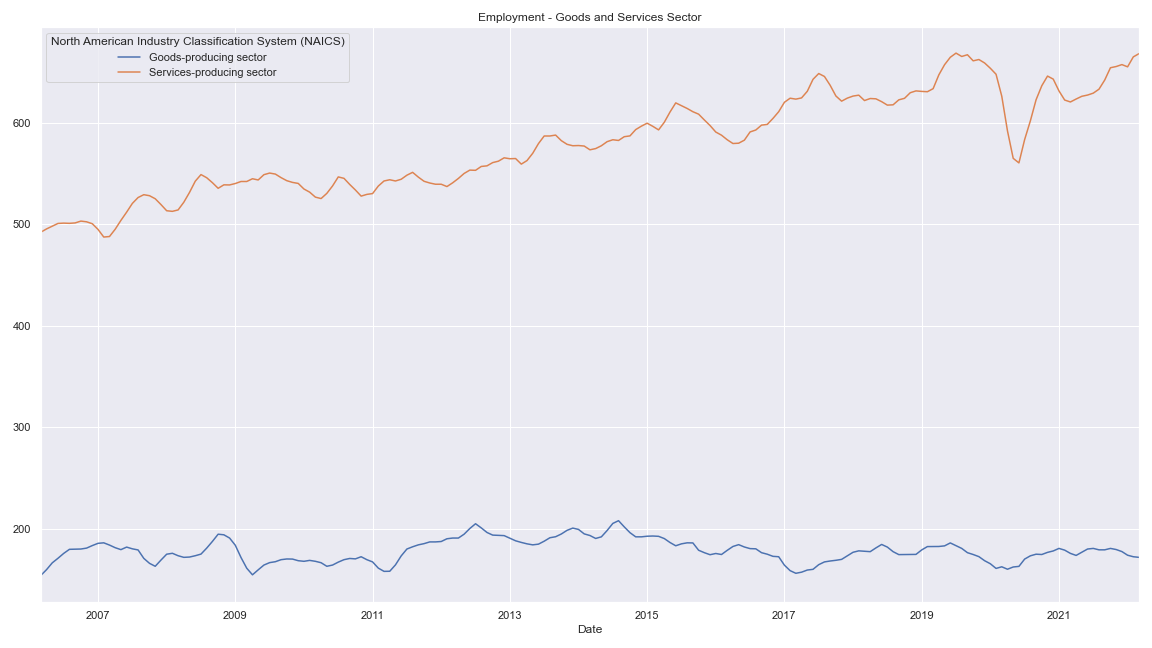 Employment - Goods and Services Sector
North American Industry Classification System (NAICS)
Goods-producing sector
Services-producing sector
600
500
400
300
200
2007 2009 2011 2013 2015 2017 2019 2021
Date